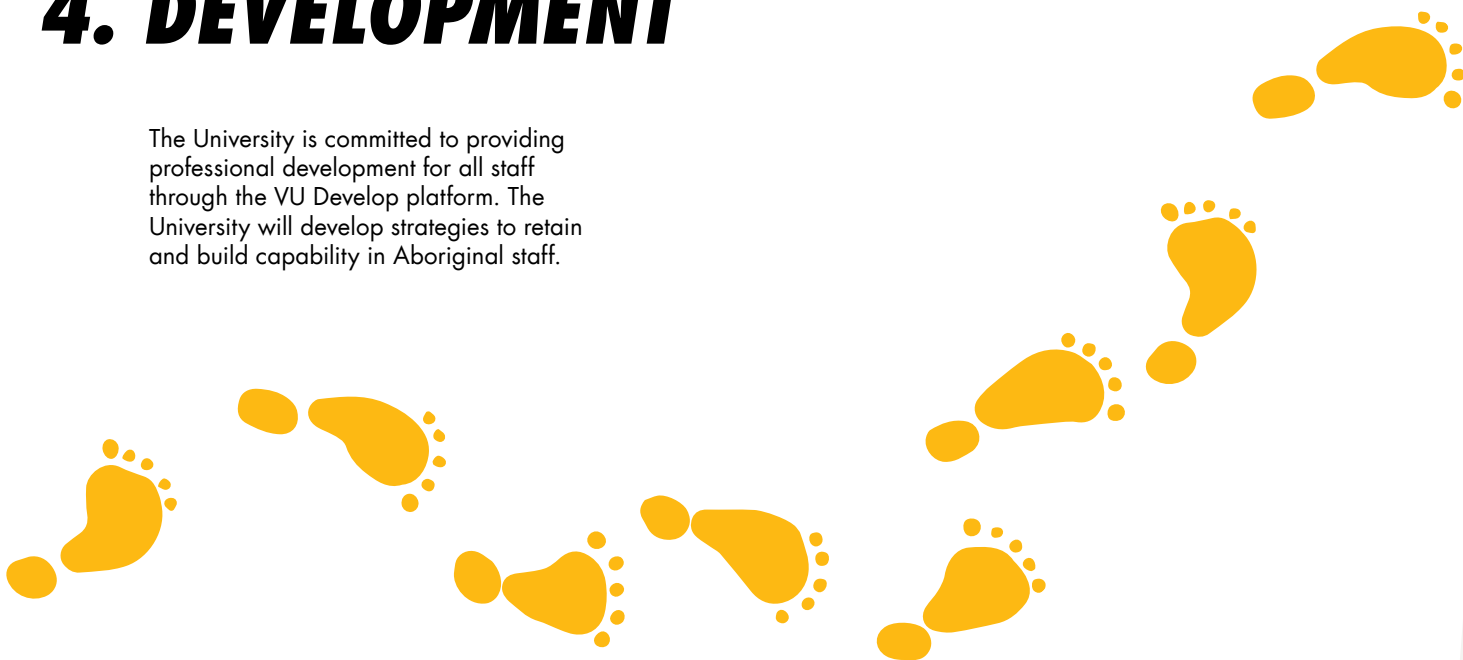 4. DEVELOPMENT
The University is committed to providing
professional development for all staff
through the VU Develop platform. The
University will develop strategies to retain
and build capability in Aboriginal staff.